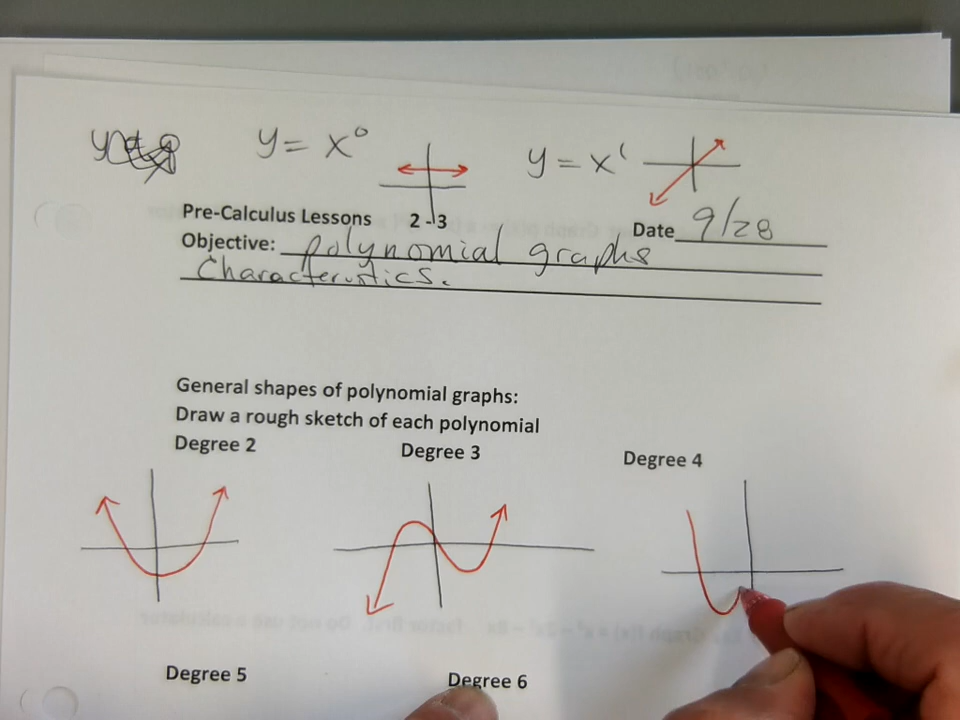 y = x⁰ y = x¹
Pre-Calculus Lessons 2 - 3 Date 9/28
Objective: Polynomial graphs
Characteristics.
General shapes of polynomial graphs:
Draw a rough sketch of each polynomial
Degree 2 Degree 3 Degree 4
Degree 5 Degree 6